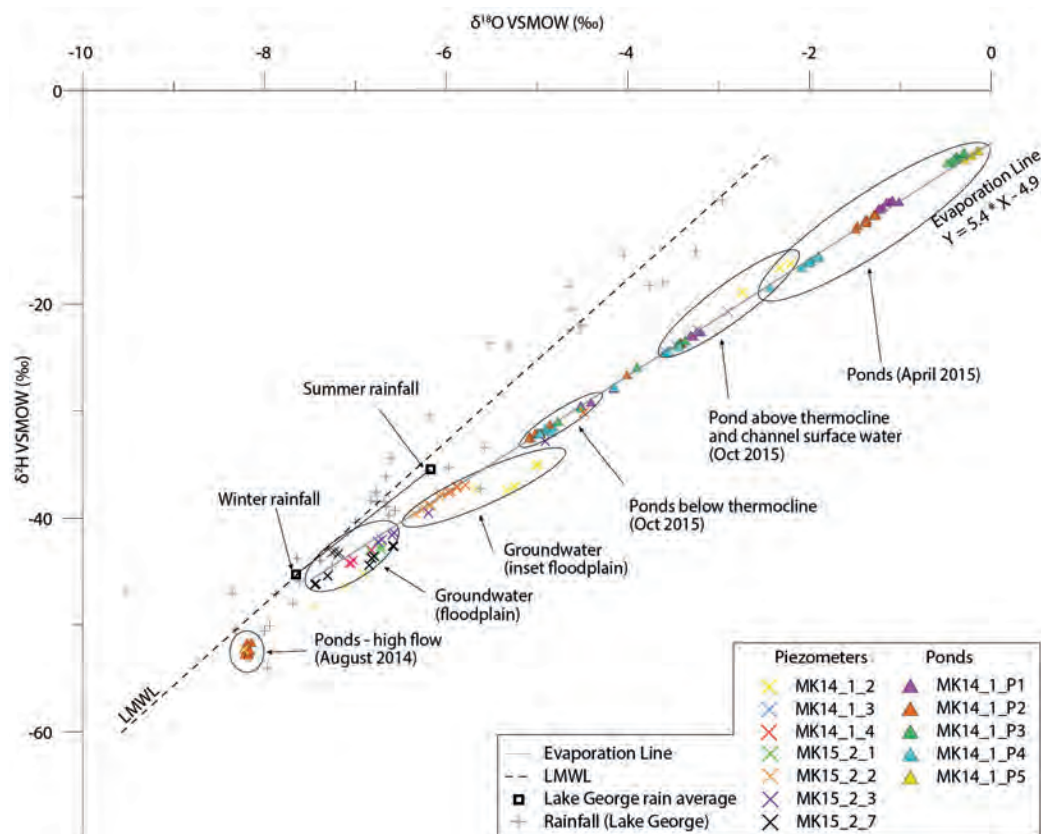 δ¹⁸O VSMOW (‰)
-10
-8
-6
-4
-2
0
0
-20
-40
-60
δ²H VSMOW (‰)
Evaporation Line
Y = 5.4 * X - 4.9
Ponds (April 2015)
Summer rainfall
Pond above thermocline
and channel surface water
(Oct 2015)
Winter rainfall
Ponds below thermocline
(Oct 2015)
Groundwater
(inset floodplain)
Groundwater
(floodplain)
Ponds - high flow
(August 2014)
LMWL
Piezometers
MK14_1_2
MK14_1_3
MK14_1_4
MK15_2_1
MK15_2_2
MK15_2_3
MK15_2_7
Ponds
MK14_1_P1
MK14_1_P2
MK14_1_P3
MK14_1_P4
MK14_1_P5
Evaporation Line
LMWL
Lake George rain average
Rainfall (Lake George)